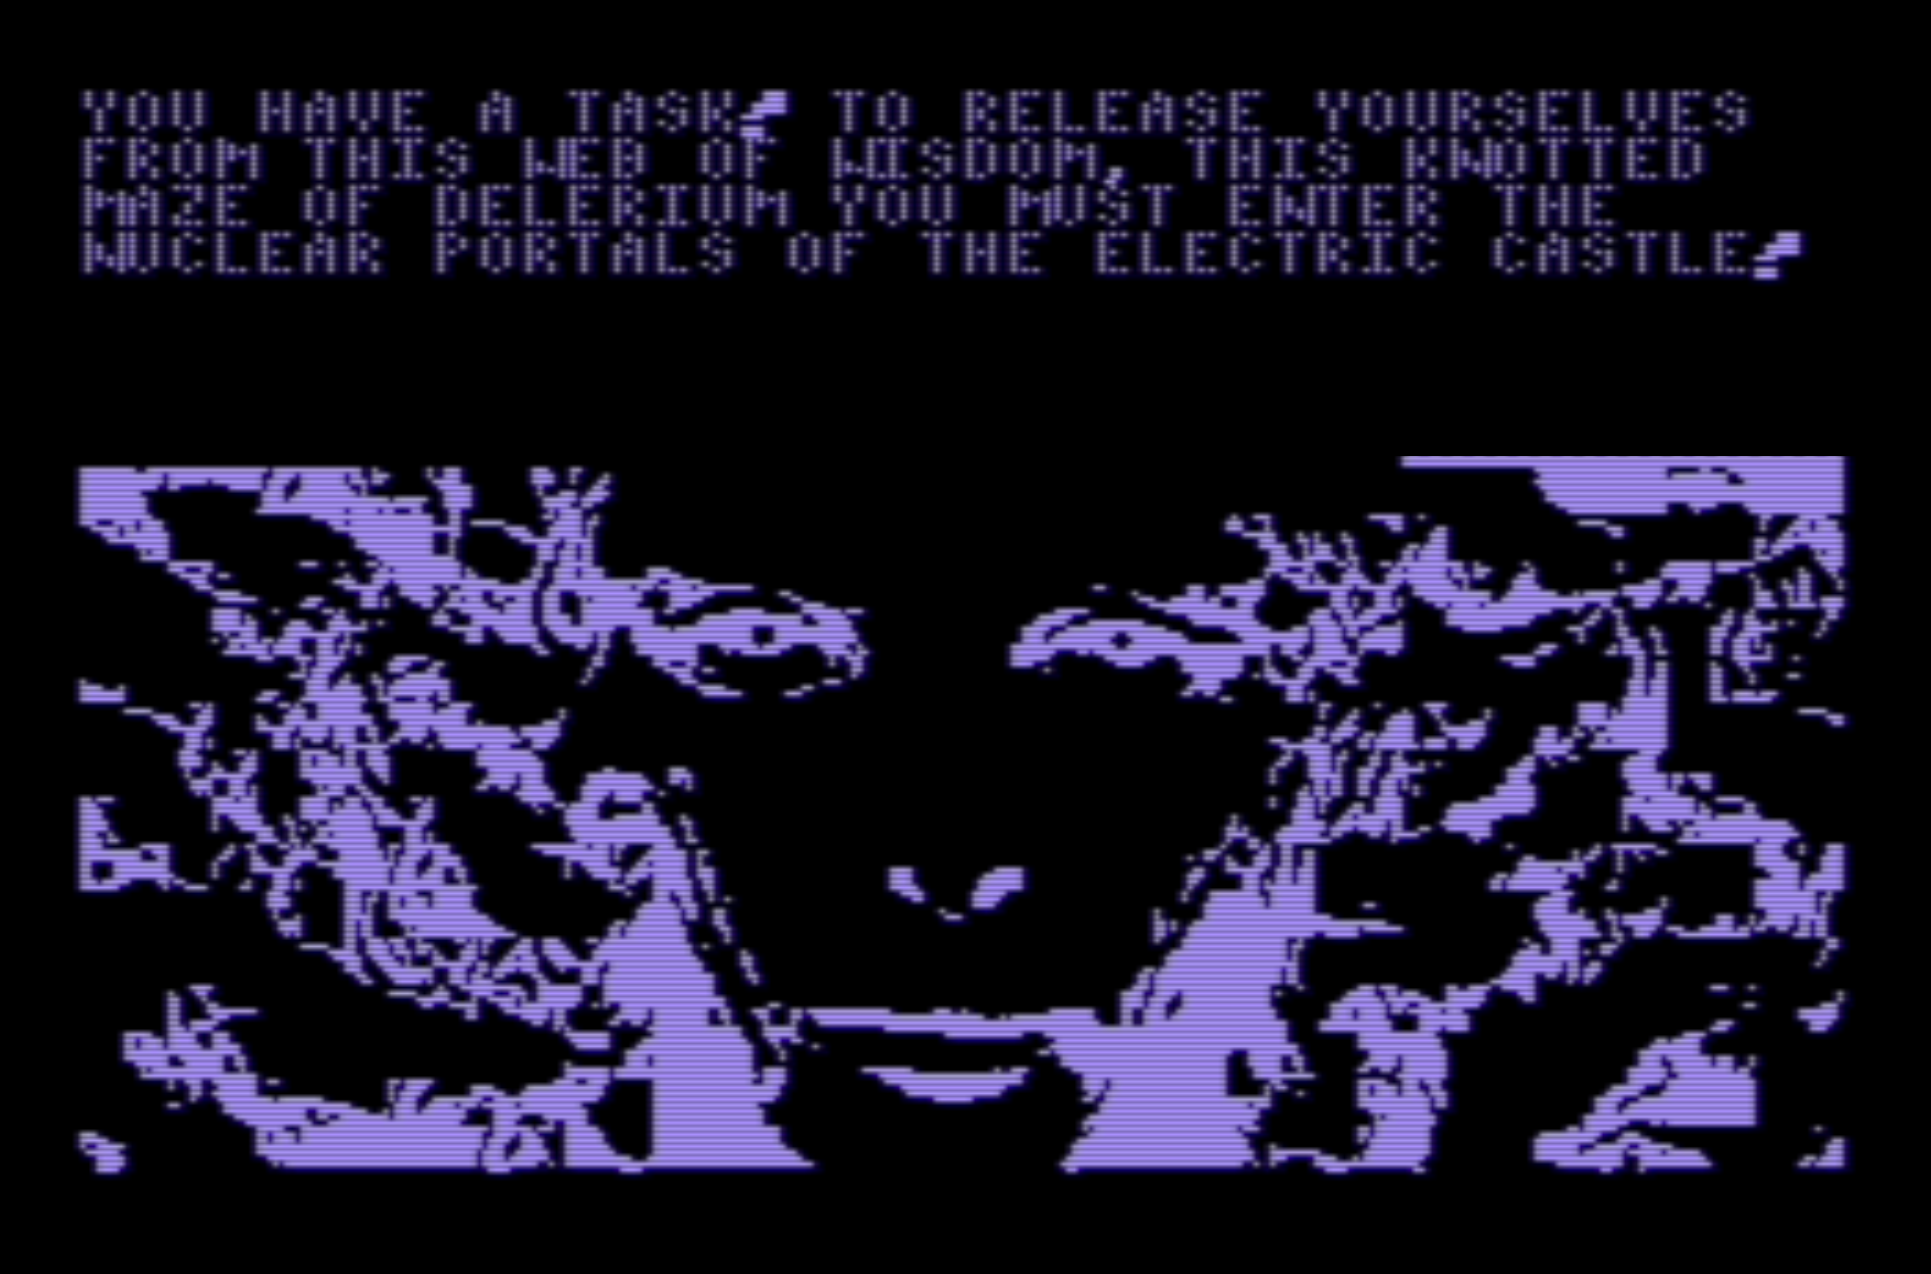 YOU HAVE A TASK! TO RELEASE YOURSELVES
FROM THIS WEB OF WISDOM, THIS KNOTTED
MAZE OF DELERIUM YOU MUST ENTER THE
NUCLEAR PORTALS OF THE ELECTRIC CASTLE!